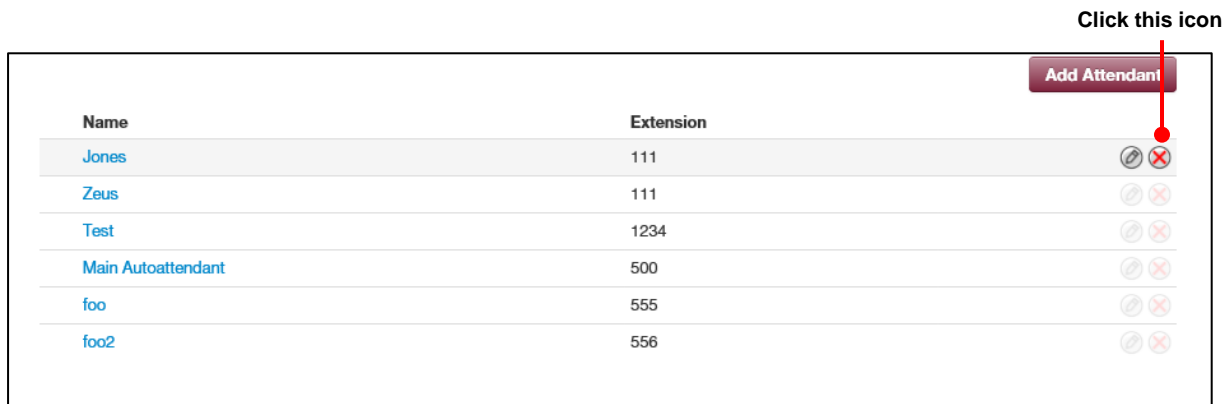 Click this icon
Add Attendant
Name Extension
Jones 111
Zeus 111
Test 1234
Main Autoattendant 500
foo 555
foo2 556